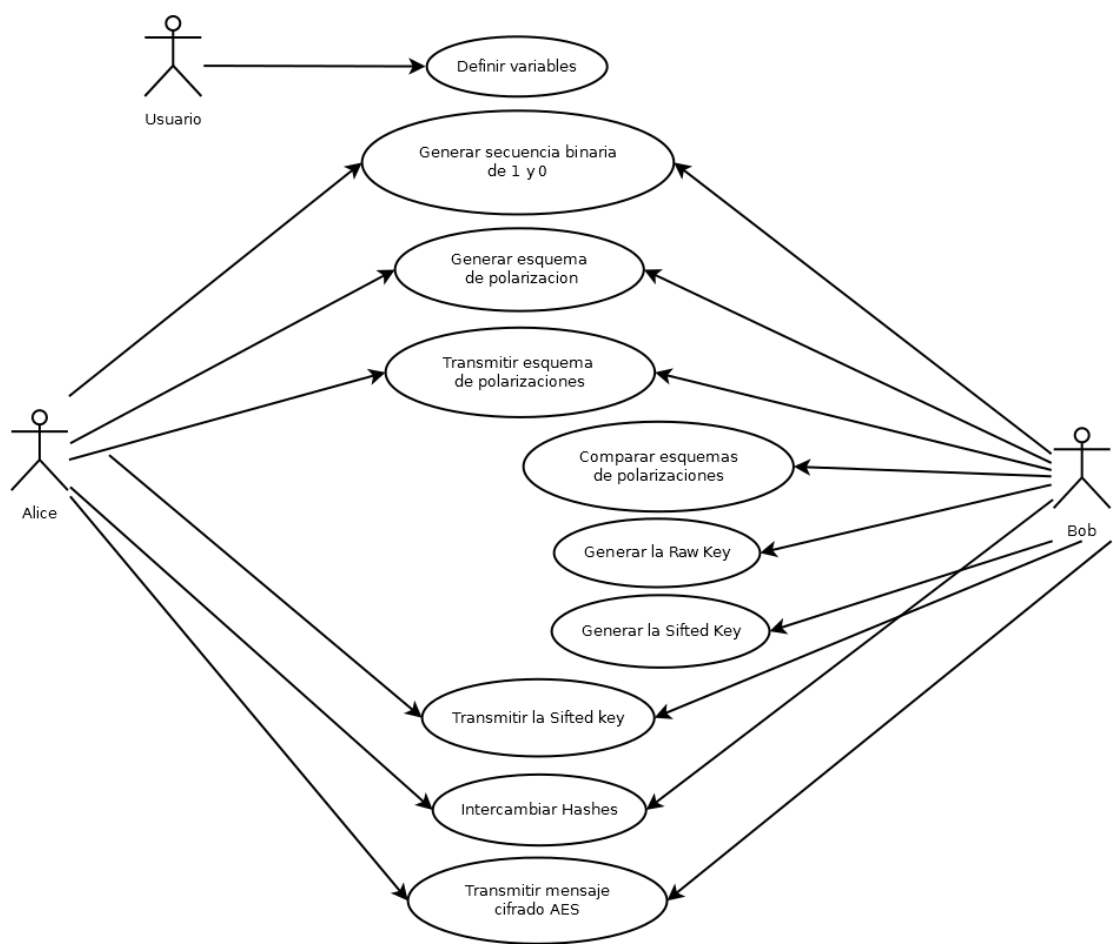 Definir variables
Usuario
Generar secuencia binaria
de 1 y 0
Generar esquema
de polarizacion
Transmitir esquema
de polarizaciones
Comparar esquemas
de polarizaciones
Alice
Bob
Generar la Raw Key
Generar la Sifted Key
Transmitir la Sifted key
Intercambiar Hashes
Transmitir mensaje
cifrado AES